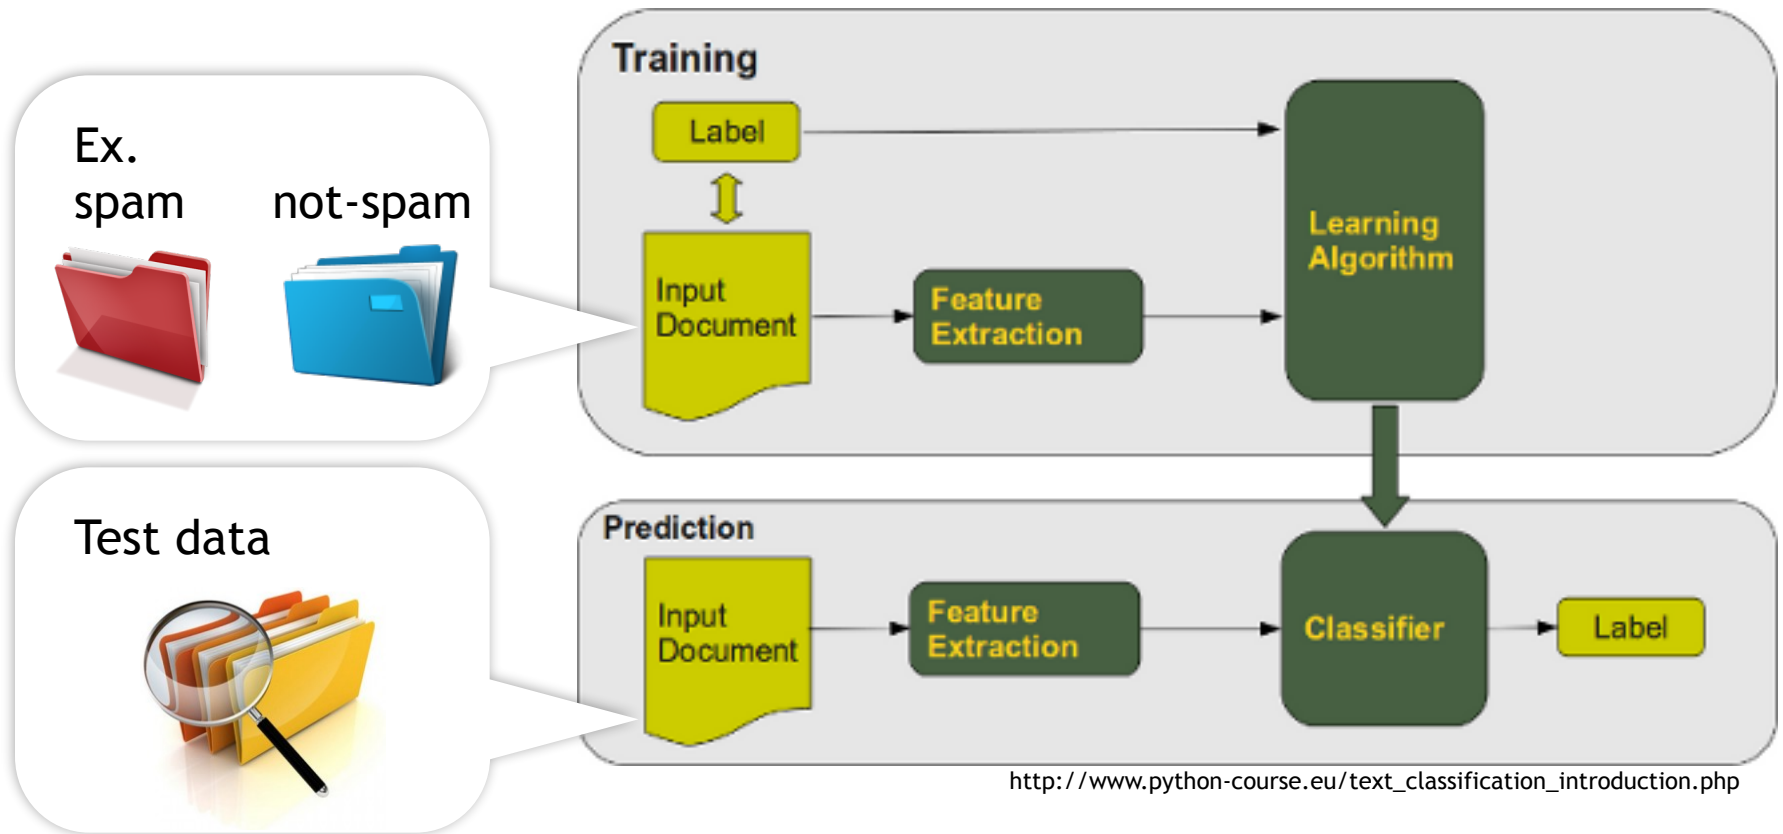 Ex.
spam not-spam
Test data
Training
Label
Input
Document
Feature
Extraction
Learning
Algorithm
Prediction
Input
Document
Feature
Extraction
Classifier
Label
http://www.python-course.eu/text_classification_introduction.php